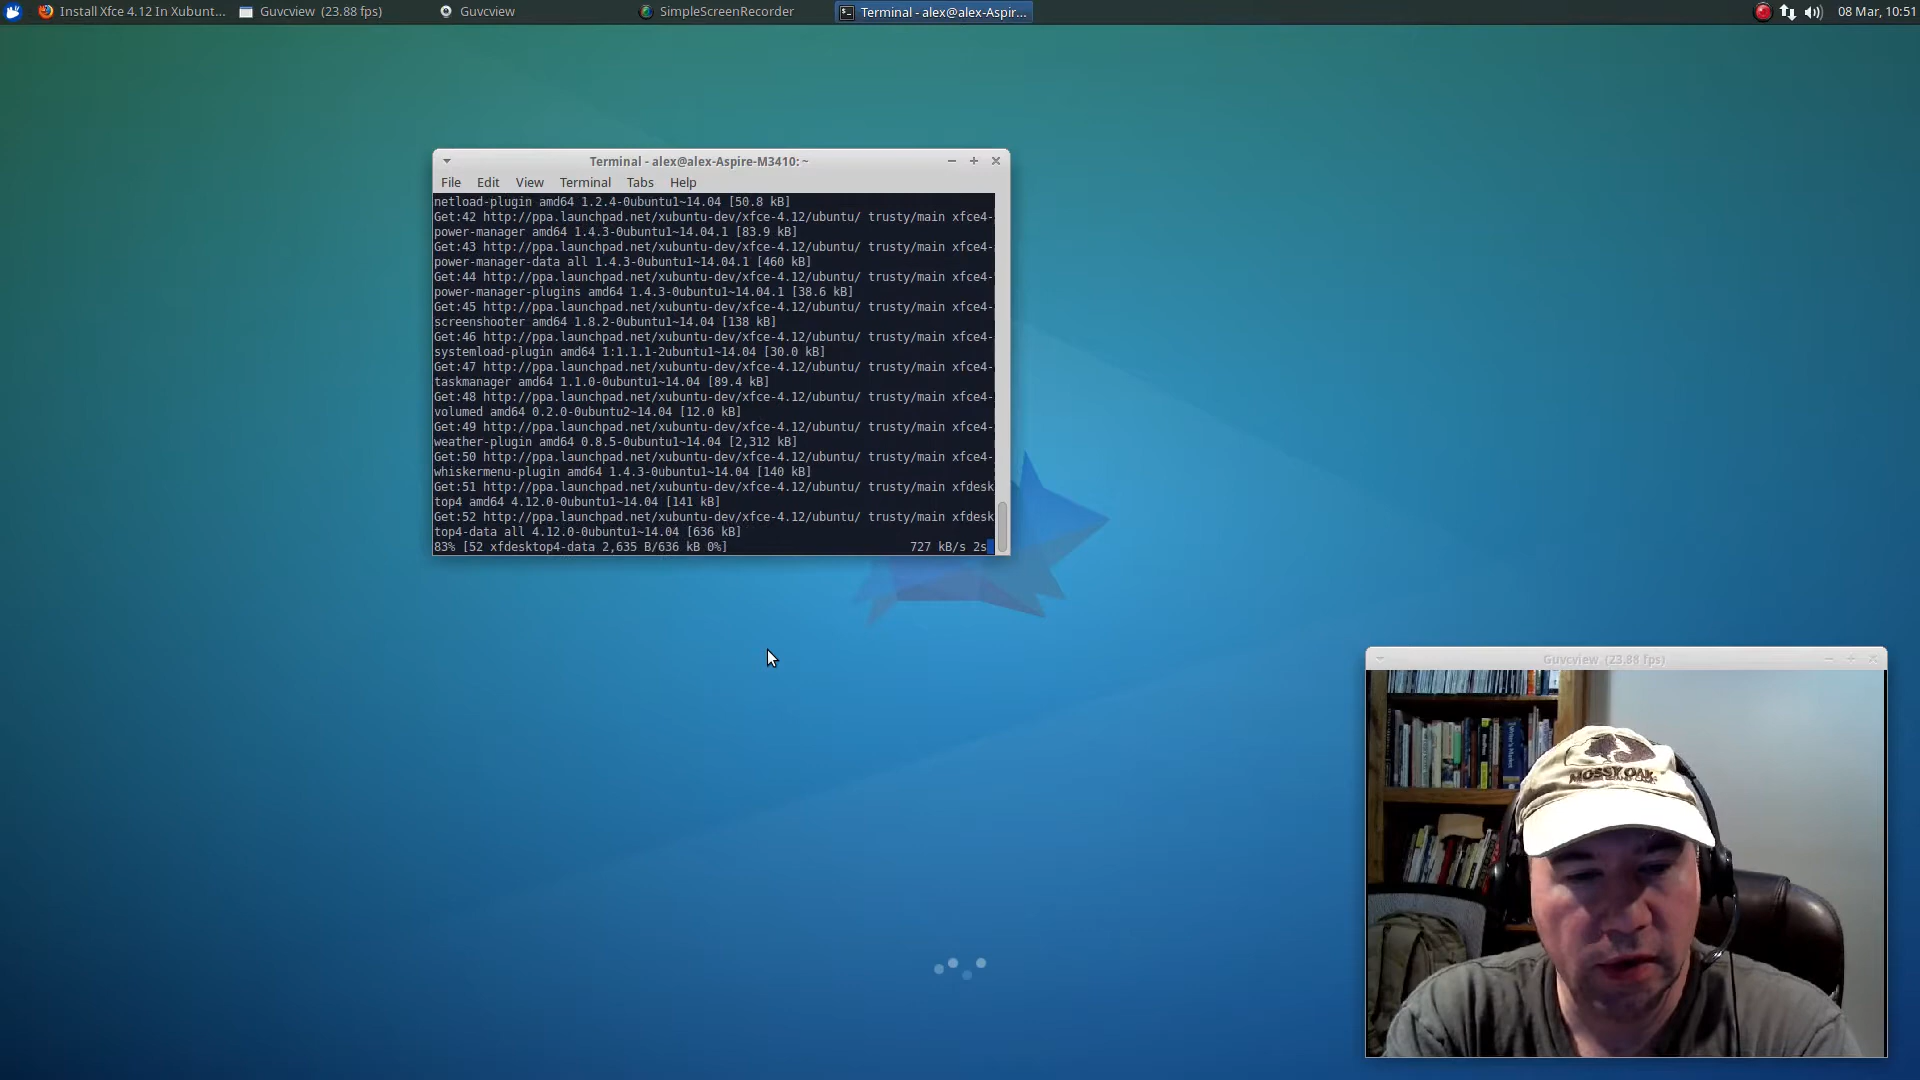 Install Xfce 4.12 In Xubunt... Guvcview (23.88 fps) Guvcview SimpleScreenRecorder Terminal - alex@alex-Aspir... 08 Mar, 10:51
Terminal - alex@alex-Aspire-M3410: ~
File Edit View Terminal Tabs Help
netload-plugin amd64 1.2.4-0ubuntu1~14.04 [50.8 kB]
Get:42 http://ppa.launchpad.net/xubuntu-dev/xfce-4.12/ubuntu/ trusty/main xfce4-
power-manager amd64 1.4.3-0ubuntu1~14.04.1 [83.9 kB]
Get:43 http://ppa.launchpad.net/xubuntu-dev/xfce-4.12/ubuntu/ trusty/main xfce4-
power-manager-data all 1.4.3-0ubuntu1~14.04.1 [460 kB]
Get:44 http://ppa.launchpad.net/xubuntu-dev/xfce-4.12/ubuntu/ trusty/main xfce4-
power-manager-plugins amd64 1.4.3-0ubuntu1~14.04.1 [38.6 kB]
Get:45 http://ppa.launchpad.net/xubuntu-dev/xfce-4.12/ubuntu/ trusty/main xfce4-
screenshooter amd64 1.8.2-0ubuntu1~14.04 [138 kB]
Get:46 http://ppa.launchpad.net/xubuntu-dev/xfce-4.12/ubuntu/ trusty/main xfce4-
systemload-plugin amd64 1:1.1.1-2ubuntu1~14.04 [30.0 kB]
Get:47 http://ppa.launchpad.net/xubuntu-dev/xfce-4.12/ubuntu/ trusty/main xfce4-
taskmanager amd64 1.1.0-0ubuntu1~14.04 [89.4 kB]
Get:48 http://ppa.launchpad.net/xubuntu-dev/xfce-4.12/ubuntu/ trusty/main xfce4-
volumed amd64 0.2.0-0ubuntu2~14.04 [12.0 kB]
Get:49 http://ppa.launchpad.net/xubuntu-dev/xfce-4.12/ubuntu/ trusty/main xfce4-
weather-plugin amd64 0.8.5-0ubuntu1~14.04 [2,312 kB]
Get:50 http://ppa.launchpad.net/xubuntu-dev/xfce-4.12/ubuntu/ trusty/main xfce4-
whiskermenu-plugin amd64 1.4.3-0ubuntu1~14.04 [140 kB]
Get:51 http://ppa.launchpad.net/xubuntu-dev/xfce-4.12/ubuntu/ trusty/main xfdesk
top4 amd64 4.12.0-0ubuntu1~14.04 [141 kB]
Get:52 http://ppa.launchpad.net/xubuntu-dev/xfce-4.12/ubuntu/ trusty/main xfdesk
top4-data all 4.12.0-0ubuntu1~14.04 [636 kB]
83% [52 xfdesktop4-data 2,635 B/636 kB 0%] 727 kB/s 2s
Guvcview (23.88 fps)
MOSSY OAK